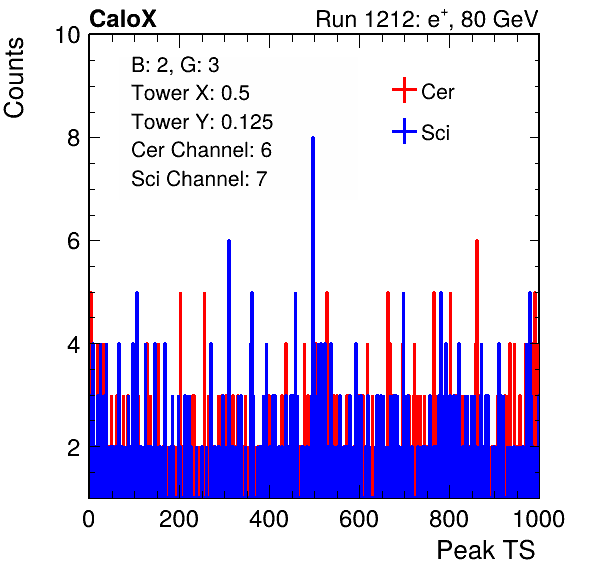 CaloX
Run 1212: e+, 80 GeV
Counts
10
8
6
4
2
B: 2, G: 3
Tower X: 0.5
Tower Y: 0.125
Cer Channel: 6
Sci Channel: 7
Cer
Sci
0 200 400 600 800 1000
Peak TS